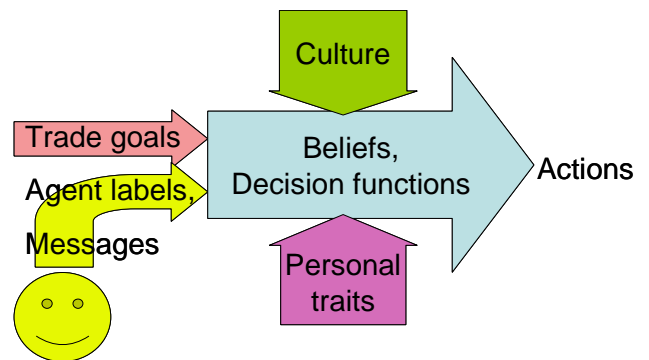 Culture
Trade goals
Beliefs,
Decision functions
Actions
Agent labels,
Messages
Personal
traits